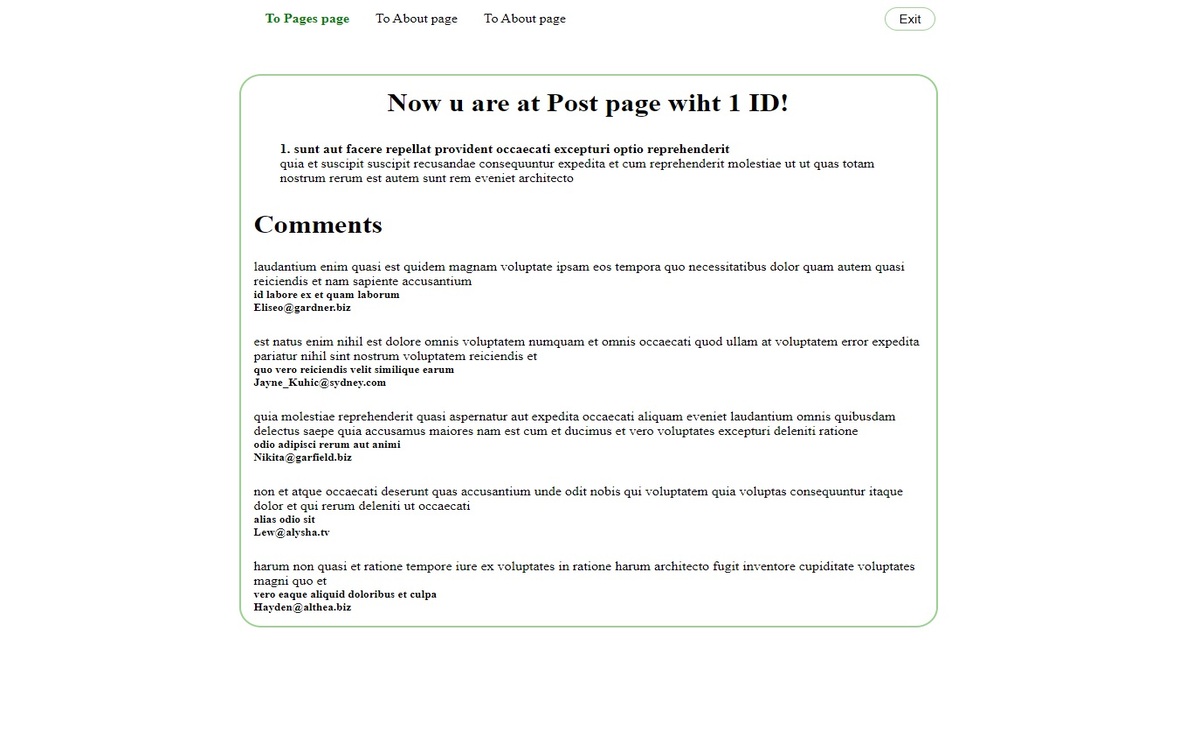 To Pages page To About page To About page Exit
Now u are at Post page wiht 1 ID!
1. sunt aut facere repellat provident occaecati excepturi optio reprehenderit
quia et suscipit suscipit recusandae consequuntur expedita et cum reprehenderit molestiae ut ut quas totam
nostrum rerum est autem sunt rem eveniet architecto
Comments
laudantium enim quasi est quidem magnam voluptate ipsam eos tempora quo necessitatibus dolor quam autem quasi
reiciendis et nam sapiente accusantium
id labore ex et quam laborum
Eliseo@gardner.biz
est natus enim nihil est dolore omnis voluptatem numquam et omnis occaecati quod ullam at voluptatem error expedita
pariatur nihil sint nostrum voluptatem reiciendis et
quo vero reiciendis velit similique earum
Jayne_Kuhic@sydney.com
quia molestiae reprehenderit quasi aspernatur aut expedita occaecati aliquam eveniet laudantium omnis quibusdam
delectus saepe quia accusamus maiores nam est cum et ducimus et vero voluptates excepturi deleniti ratione
odio adipisci rerum aut animi
Nikita@garfield.biz
non et atque occaecati deserunt quas accusantium unde odit nobis qui voluptatem quia voluptas consequuntur itaque
dolor et qui rerum deleniti ut occaecati
alias odio sit
Lew@alysha.tv
harum non quasi et ratione tempore iure ex voluptates in ratione harum architecto fugit inventore cupiditate voluptates
magni quo et
vero eaque aliquid doloribus et culpa
Hayden@althea.biz